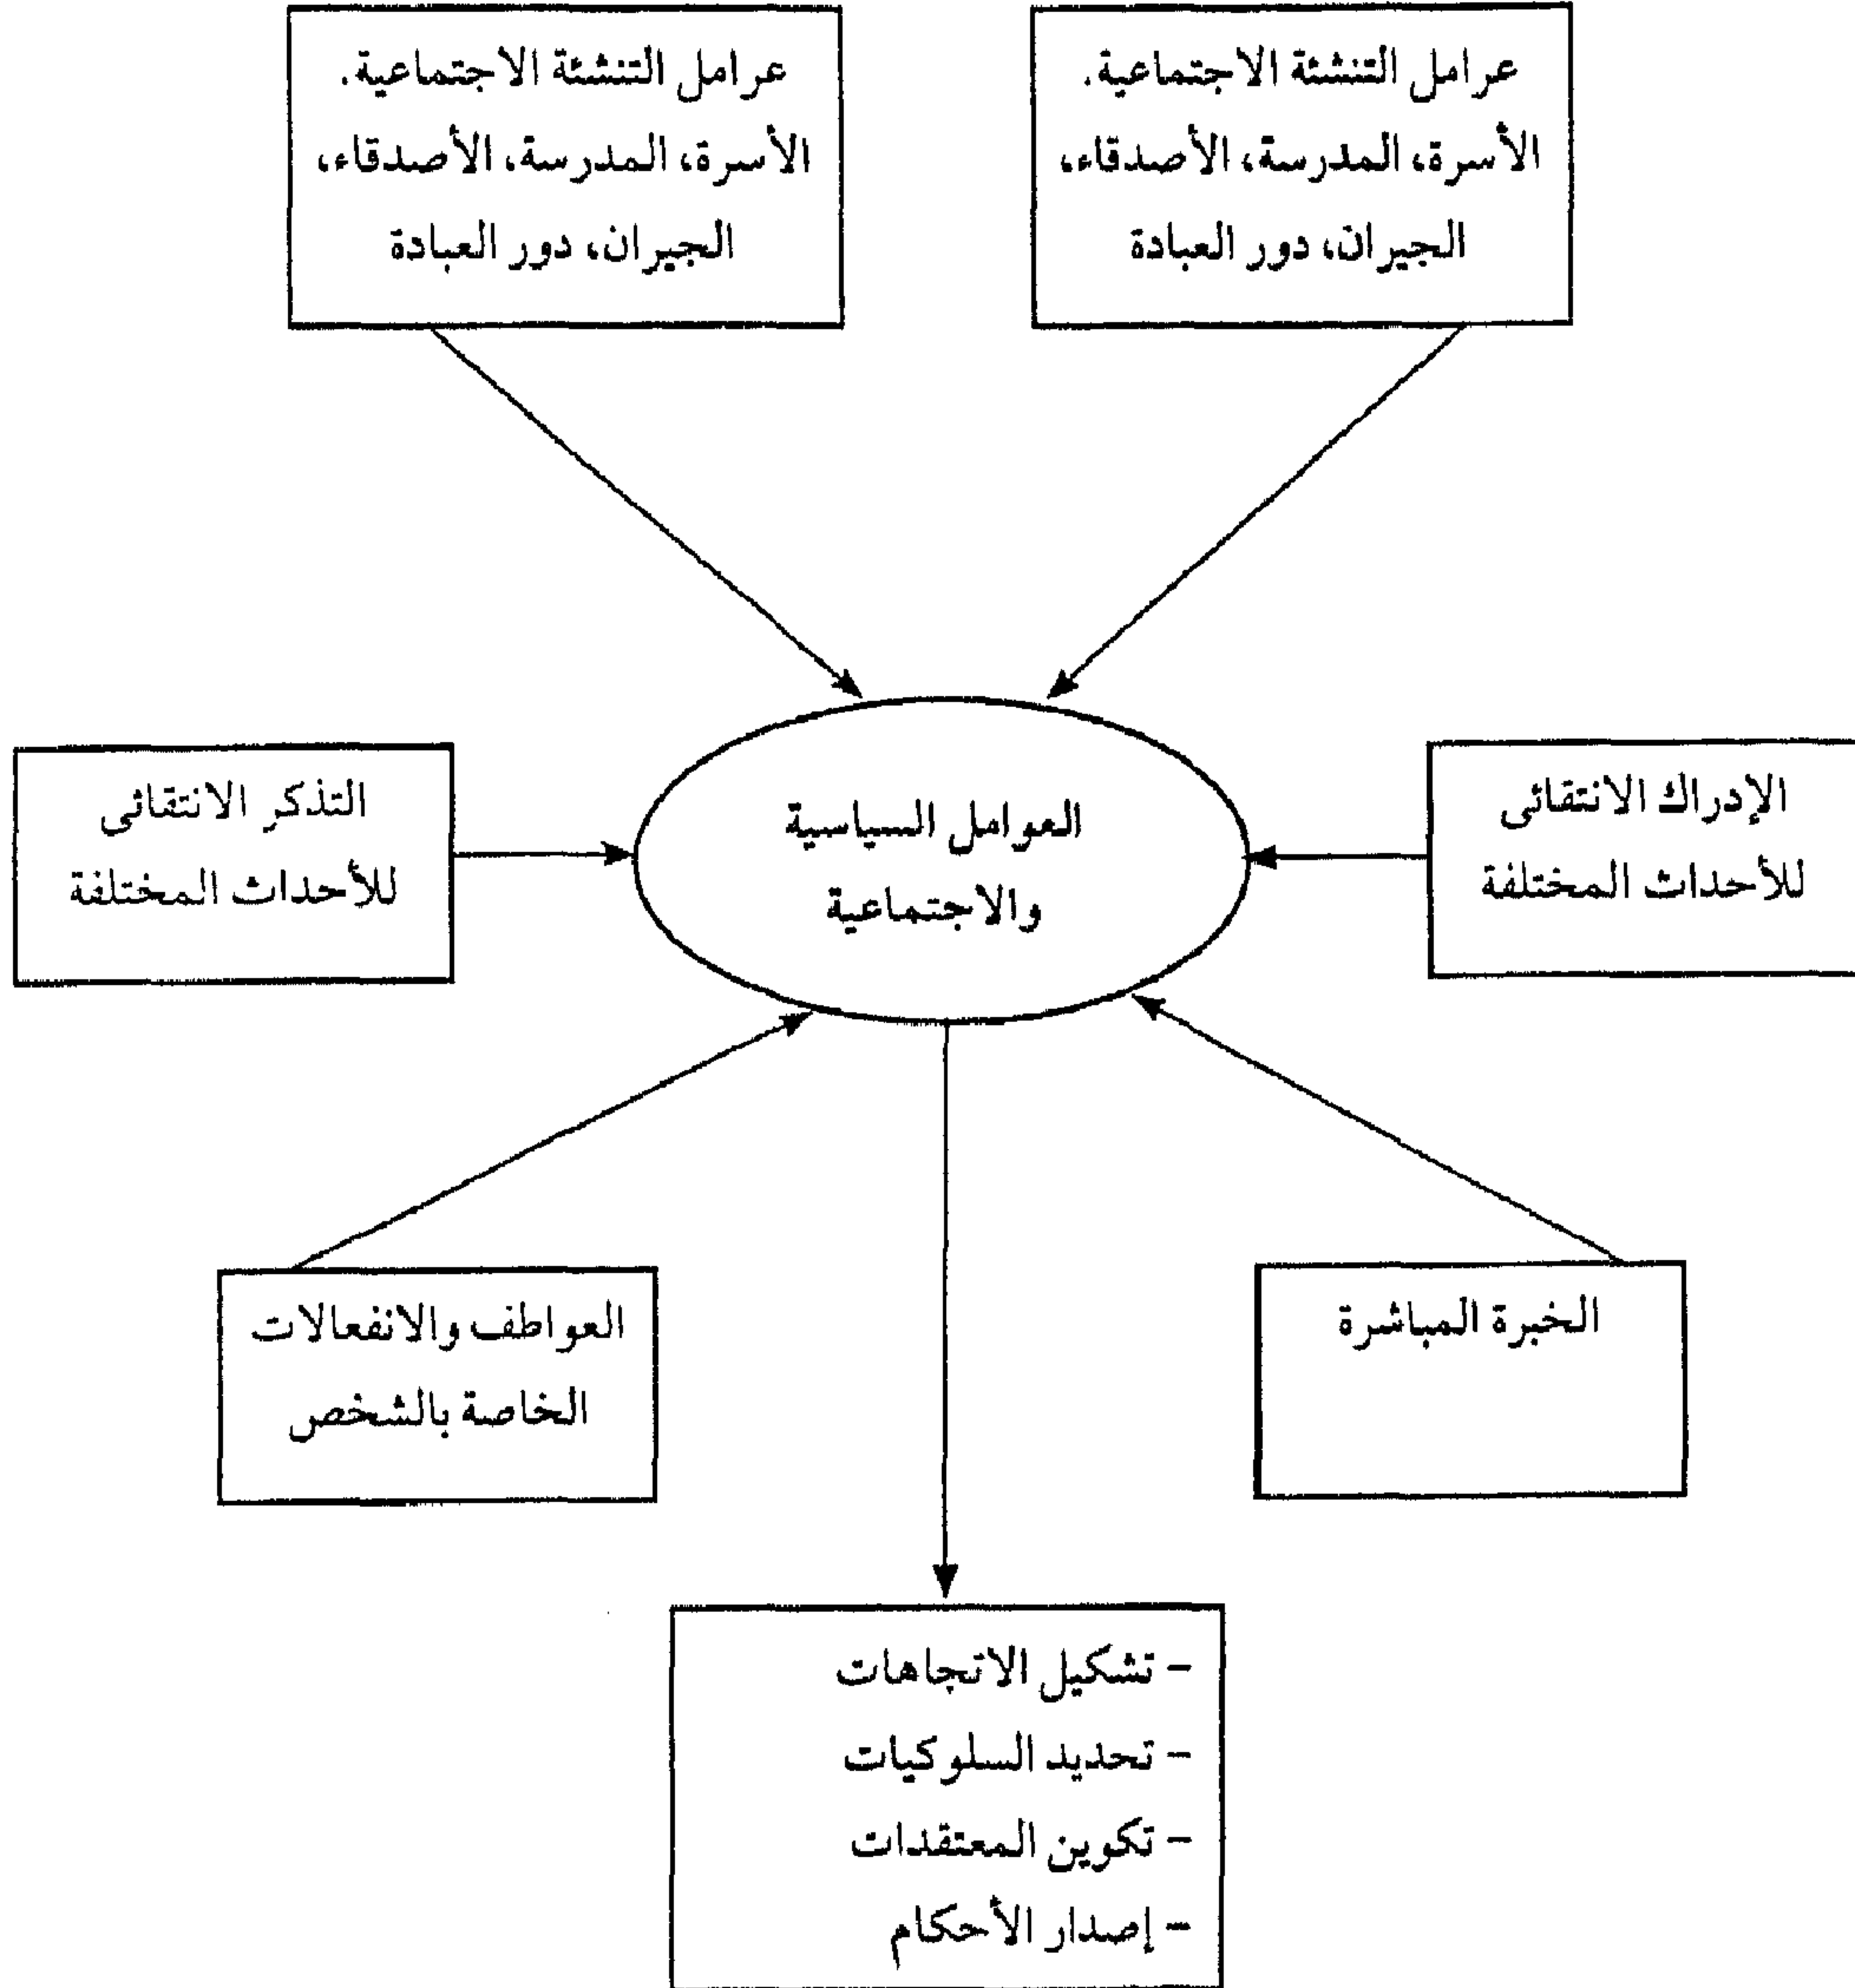 عوامل التنشئة الاجتماعية.
الأسرة، المدرسة، الأصدقاء،
الجيران، دور العبادة
عوامل التنشئة الاجتماعية.
الأسرة، المدرسة، الأصدقاء،
الجيران، دور العبادة
الإدراك الانتقائى
للأحداث المختلفة
العوامل السياسية
والاجتماعية
التذكر الانتقائى
للأحداث المختلفة
الخبرة المباشرة
العواطف والانفعالات
الخاصة بالشخص
- تشكيل الاتجاهات
- تحديد السلوكيات
- تكوين المعتقدات
- إصدار الأحكام